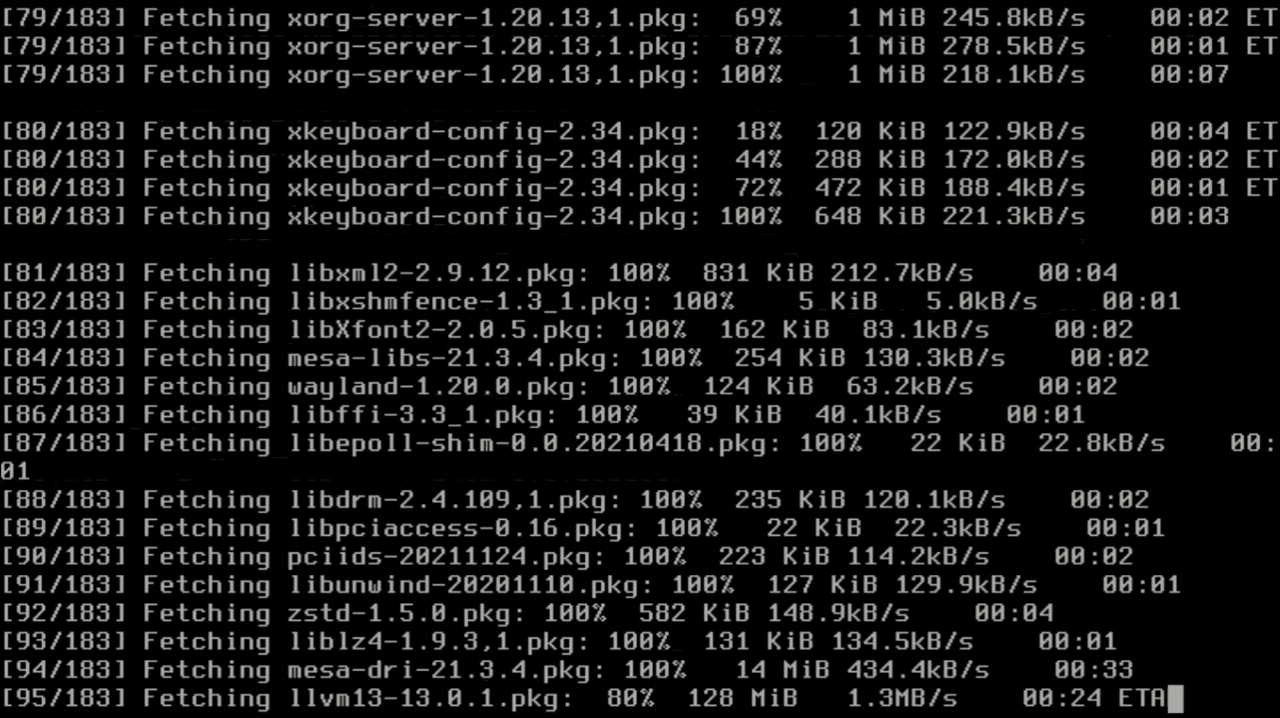 [79/183] Fetching xorg-server-1.20.13,1.pkg:  69%    1 MiB 245.8kB/s    00:02 ET
[79/183] Fetching xorg-server-1.20.13,1.pkg:  87%    1 MiB 278.5kB/s    00:01 ET
[79/183] Fetching xorg-server-1.20.13,1.pkg: 100%    1 MiB 218.1kB/s    00:07
[80/183] Fetching xkeyboard-config-2.34.pkg:  18%  120 KiB 122.9kB/s    00:04 ET
[80/183] Fetching xkeyboard-config-2.34.pkg:  44%  288 KiB 172.0kB/s    00:02 ET
[80/183] Fetching xkeyboard-config-2.34.pkg:  72%  472 KiB 188.4kB/s    00:01 ET
[80/183] Fetching xkeyboard-config-2.34.pkg: 100%  648 KiB 221.3kB/s    00:03
[81/183] Fetching libxml2-2.9.12.pkg: 100%  831 KiB 212.7kB/s    00:04
[82/183] Fetching libxshmfence-1.3_1.pkg: 100%    5 KiB   5.0kB/s    00:01
[83/183] Fetching libXfont2-2.0.5.pkg: 100%  162 KiB  83.1kB/s    00:02
[84/183] Fetching mesa-libs-21.3.4.pkg: 100%  254 KiB 130.3kB/s    00:02
[85/183] Fetching wayland-1.20.0.pkg: 100%  124 KiB  63.2kB/s    00:02
[86/183] Fetching libffi-3.3_1.pkg: 100%   39 KiB  40.1kB/s    00:01
[87/183] Fetching libepoll-shim-0.0.20210418.pkg: 100%   22 KiB  22.8kB/s    00:
01
[88/183] Fetching libdrm-2.4.109,1.pkg: 100%  235 KiB 120.1kB/s    00:02
[89/183] Fetching libpciaccess-0.16.pkg: 100%   22 KiB  22.3kB/s    00:01
[90/183] Fetching pciids-20211124.pkg: 100%  223 KiB 114.2kB/s    00:02
[91/183] Fetching libunwind-20201110.pkg: 100%  127 KiB 129.9kB/s    00:01
[92/183] Fetching zstd-1.5.0.pkg: 100%  582 KiB 148.9kB/s    00:04
[93/183] Fetching liblz4-1.9.3,1.pkg: 100%  131 KiB 134.5kB/s    00:01
[94/183] Fetching mesa-dri-21.3.4.pkg: 100%   14 MiB 434.4kB/s    00:33
[95/183] Fetching llvm13-13.0.1.pkg:  80%  128 MiB   1.3MB/s    00:24 ETA